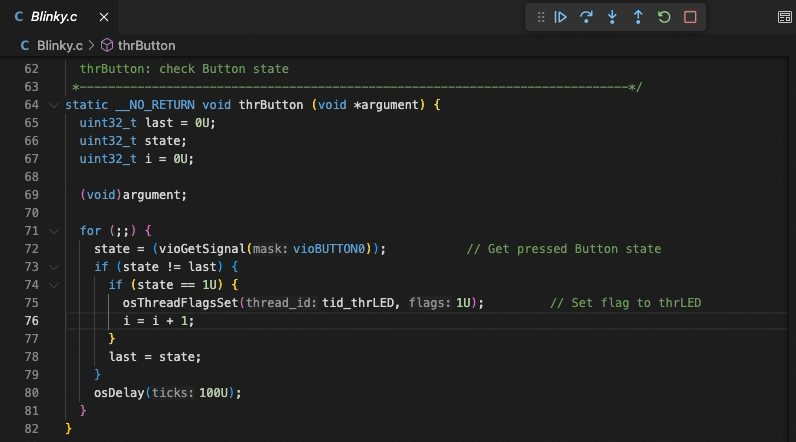 C Blinky.c ×
C Blinky.c > thrButton
62 thrButton: check Button state
63 *---------------------------------------------------------------------------*/
64 static __NO_RETURN void thrButton (void *argument) {
65 uint32_t last = 0U;
66 uint32_t state;
67 uint32_t i = 0U;
68
69 (void)argument;
70
71 for (;;) {
72 state = (vioGetSignal(mask: vioBUTTON0)); // Get pressed Button state
73 if (state != last) {
74 if (state == 1U) {
75 osThreadFlagsSet(thread_id: tid_thrLED, flags: 1U); // Set flag to thrLED
76 i = i + 1;
77 }
78 last = state;
79 }
80 osDelay(ticks: 100U);
81 }
82 }